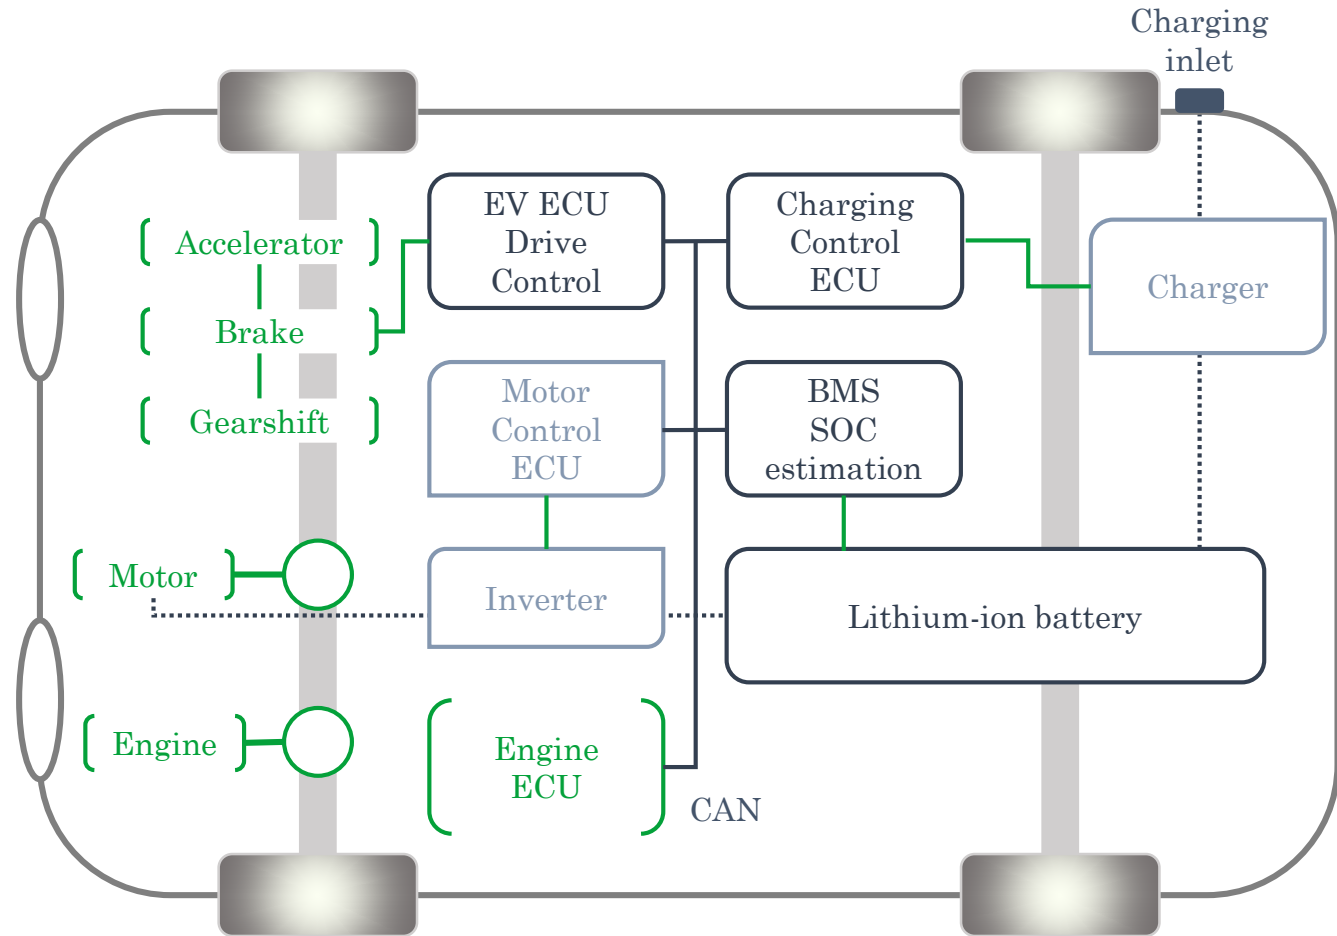 Charging
inlet
EV ECU
Drive
Control
Charging
Control
ECU
Accelerator
Brake
Gearshift
Charger
Motor
Control
ECU
BMS
SOC
estimation
Motor
Inverter
Lithium-ion battery
Engine
Engine
ECU
CAN